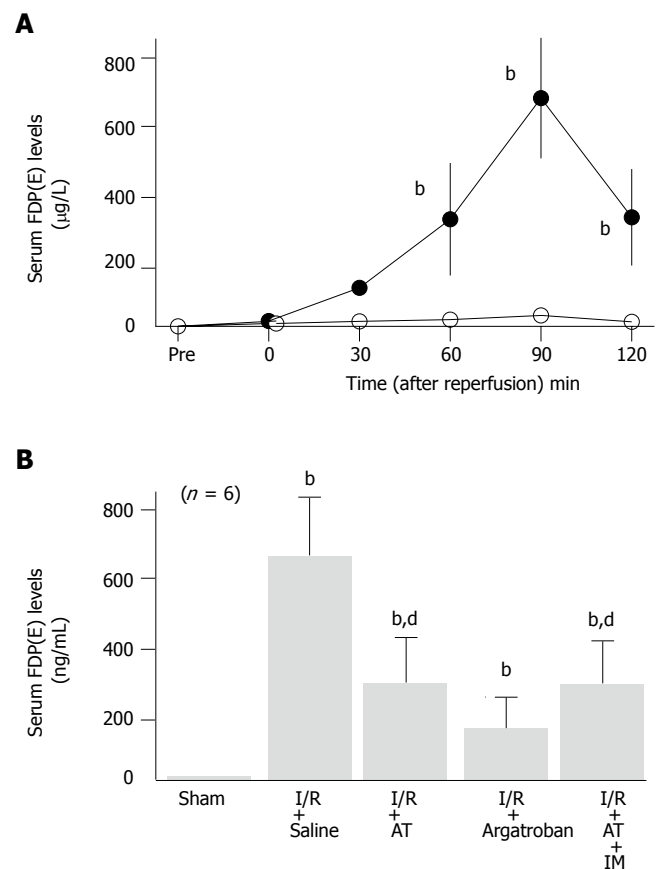 A
800
600
400
200
0
Serum FDP(E) levels
(µg/L)
b
b
b
Pre 0 30 60 90 120
Time (after reperfusion) min
B
(n = 6)
800
600
400
200
0
Serum FDP(E) levels
(ng/mL)
b
b,d
b
b,d
Sham
I/R
+
Saline
I/R
+
AT
I/R
+
Argatroban
I/R
+
AT
+
IM